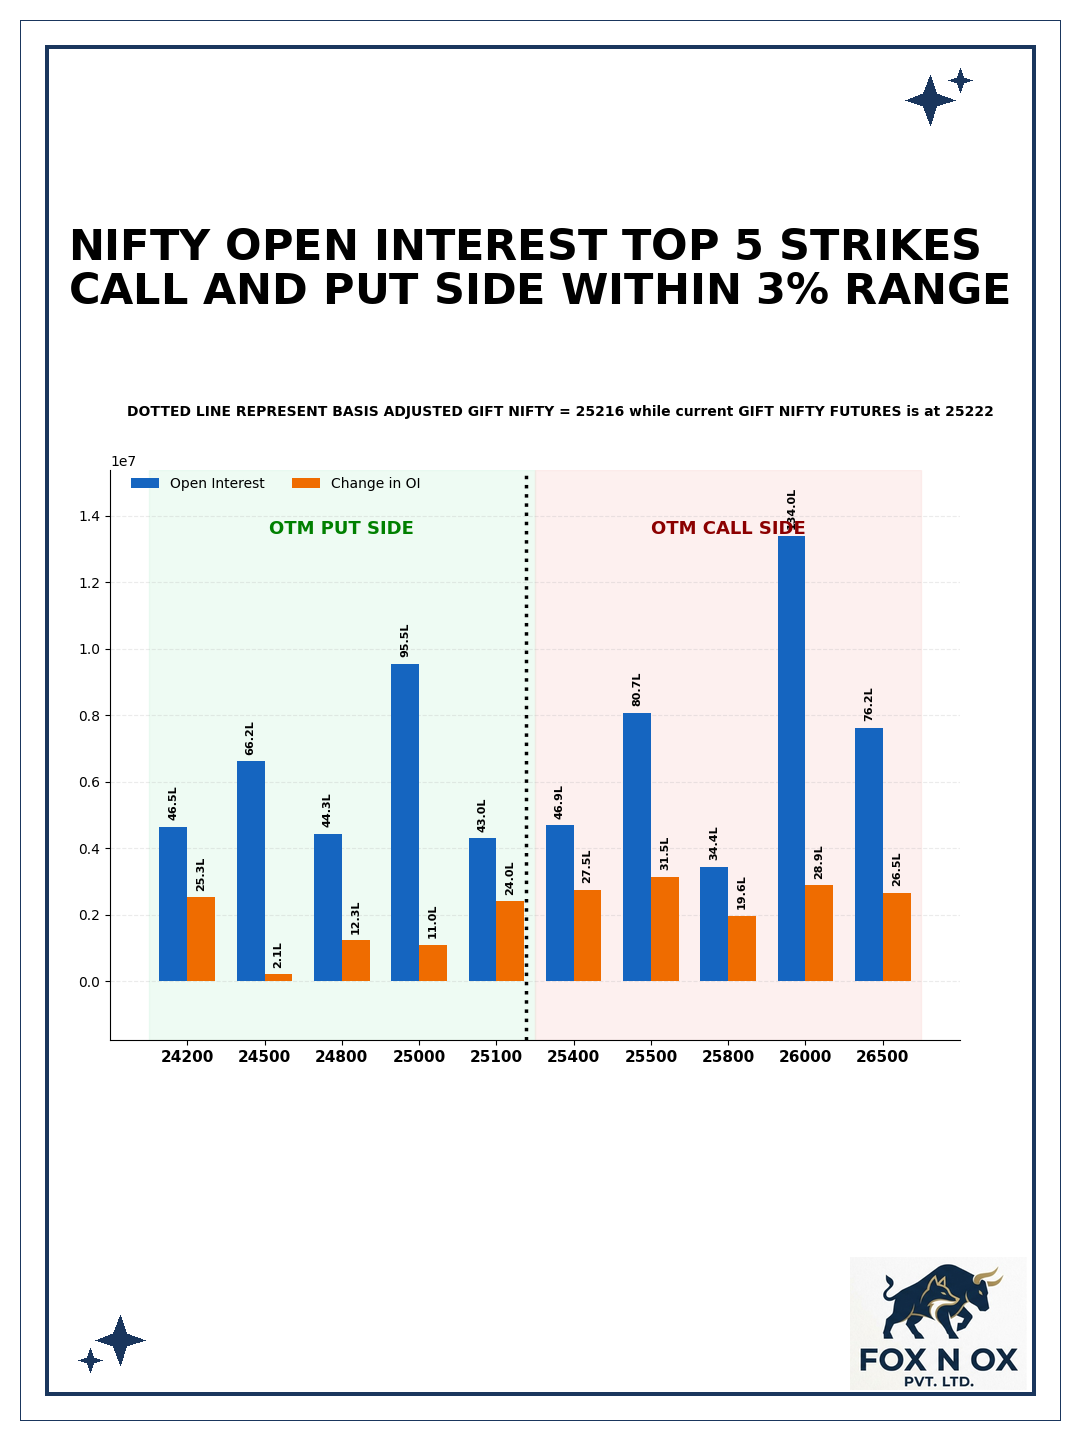 NIFTY OPEN INTEREST TOP 5 STRIKES
CALL AND PUT SIDE WITHIN 3% RANGE
DOTTED LINE REPRESENT BASIS ADJUSTED GIFT NIFTY = 25216 while current GIFT NIFTY FUTURES is at 25222
1e7
Open Interest
Change in OI
OTM PUT SIDE
OTM CALL SIDE
1.4
1.2
1.0
0.8
0.6
0.4
0.2
0.0
46.5L
25.3L
66.2L
2.1L
44.3L
12.3L
95.5L
11.0L
43.0L
24.0L
46.9L
27.5L
80.7L
31.5L
34.4L
19.6L
134.0L
28.9L
76.2L
26.5L
24200 24500 24800 25000 25100 25400 25500 25800 26000 26500
FOX N OX
PVT. LTD.